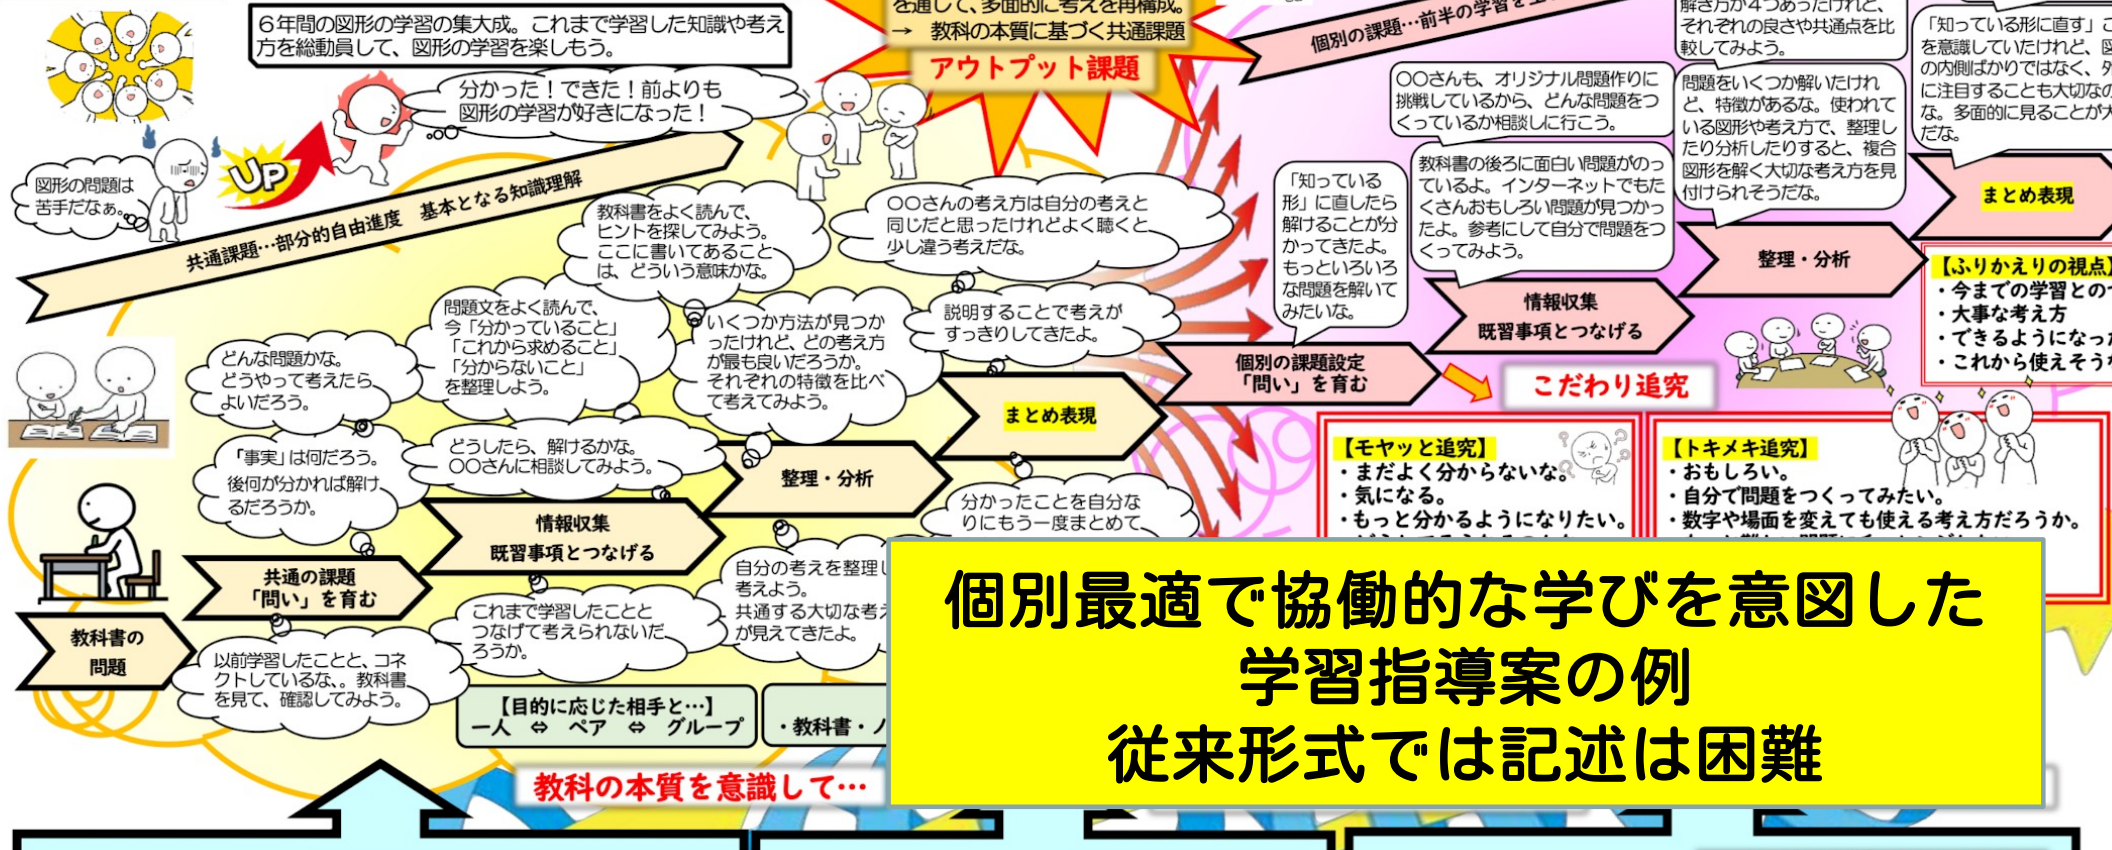 6年間の図形の学習の集大成。これまで学習した知識や考え
方を総動員して、図形の学習を楽しもう。
を通して、多面的に考えを再構成。
→ 教科の本質に基づく共通課題
アウトプット課題
分かった！できた！前よりも
図形の学習が好きになった！
図形の問題は
苦手だなぁ。
UP
共通課題…部分的自由進度 基本となる知識理解
教科書をよく読んで、
ヒントを探してみよう。
ここに書いてあること
は、どういう意味かな。
〇〇さんの考え方は自分の考えと
同じだと思ったけれどよく聴くと
少し違う考えだな。
問題文をよく読んで、
今「分かっていること」
「これから求めること」
「分からないこと」
を整理しよう。
いくつか方法が見つか
ったけれど、どの考え方
が最も良いだろうか。
それぞれの特徴を比べ
て考えてみよう。
説明することで考えが
すっきりしてきたよ。
どんな問題かな。
どうやって考えたら
よいだろう。
「事実」は何だろう。
後何が分かれば解け
るだろうか。
どうしたら、解けるかな。
〇〇さんに相談してみよう。
まとめ表現
整理・分析
情報収集
既習事項とつなげる
共通の課題
「問い」を育む
教科書の
問題
分かったことを自分な
りにもう一度まとめて
自分の考えを整理し
考えよう。
共通する大切な考え
が見えてきたよ。
これまで学習したことと
つなげて考えられないだ
ろうか。
以前学習したことと、コネ
クトしているな、。教科書
を見て、確認してみよう。
【目的に応じた相手と…】
一人 ⇔ ペア ⇔ グループ
・教科書・ノ
教科の本質を意識して…
個別の課題…前半の学習を
解き方が4つあったけれど、
それぞれの良さや共通点を比
較してみよう。
「知っている形に直す」こ
を意識していたけれど、図
の内側ばかりではなく、外
に注目することも大切なの
な。多面的に見ることが大
だな。
〇〇さんも、オリジナル問題作りに
挑戦しているから、どんな問題をつ
くっているか相談しに行こう。
問題をいくつか解いたけれ
ど、特徴があるな。使われて
いる図形や考え方で、整理し
たり分析したりすると、複合
図形を解く大切な考え方を見
付けられそうだな。
「知っている
形」に直したら
解けることが分
かってきたよ。
もっといろいろ
な問題を解いて
みたいな。
教科書の後ろに面白い問題がのっ
ているよ。インターネットでもた
くさんおもしろい問題が見つかっ
たよ。参考にして自分で問題をつ
くってみよう。
まとめ表現
整理・分析
情報収集
既習事項とつなげる
個別の課題設定
「問い」を育む
こだわり追究
【ふりかえりの視点】
・今までの学習との
・大事な考え方
・できるようになっ
・これから使えそう
【モヤッと追究】
・まだよく分からないな。
・気になる。
・もっと分かるようになりたい。
【トキメキ追究】
・おもしろい。
・自分で問題をつくってみたい。
・数字や場面を変えても使える考え方だろうか。
個別最適で協働的な学びを意図した
学習指導案の例
従来形式では記述は困難